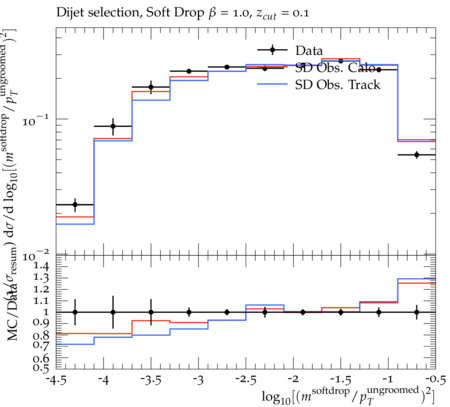 Dijet selection, Soft Drop β = 1.0, z_cut = 0.1
(1/σ_resum) dσ/d log₁₀[(m^softdrop/p_T^ungroomed)²]
Data
SD Obs. Calo
SD Obs. Track
10⁻¹
10⁻²
MC/Data
1.4
1.3
1.2
1.1
1
0.9
0.8
0.7
0.6
0.5
-4.5 -4 -3.5 -3 -2.5 -2 -1.5 -1 -0.5
log₁₀[(m^softdrop/p_T^ungroomed)²]